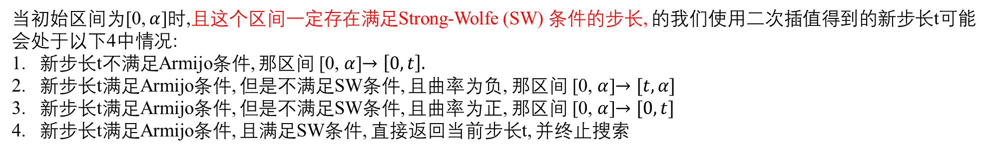 当初始区间为[0, α]时,且这个区间一定存在满足Strong-Wolfe (SW) 条件的步长, 的我们使用二次插值得到的新步长t可能
会处于以下4中情况:
1. 新步长t不满足Armijo条件, 那区间 [0, α]→ [0, t].
2. 新步长t满足Armijo条件, 但是不满足SW条件, 且曲率为负, 那区间 [0, α]→ [t, α]
3. 新步长t满足Armijo条件, 但是不满足SW条件, 且曲率为正, 那区间 [0, α]→ [0, t]
4. 新步长t满足Armijo条件, 且满足SW条件, 直接返回当前步长t, 并终止搜索